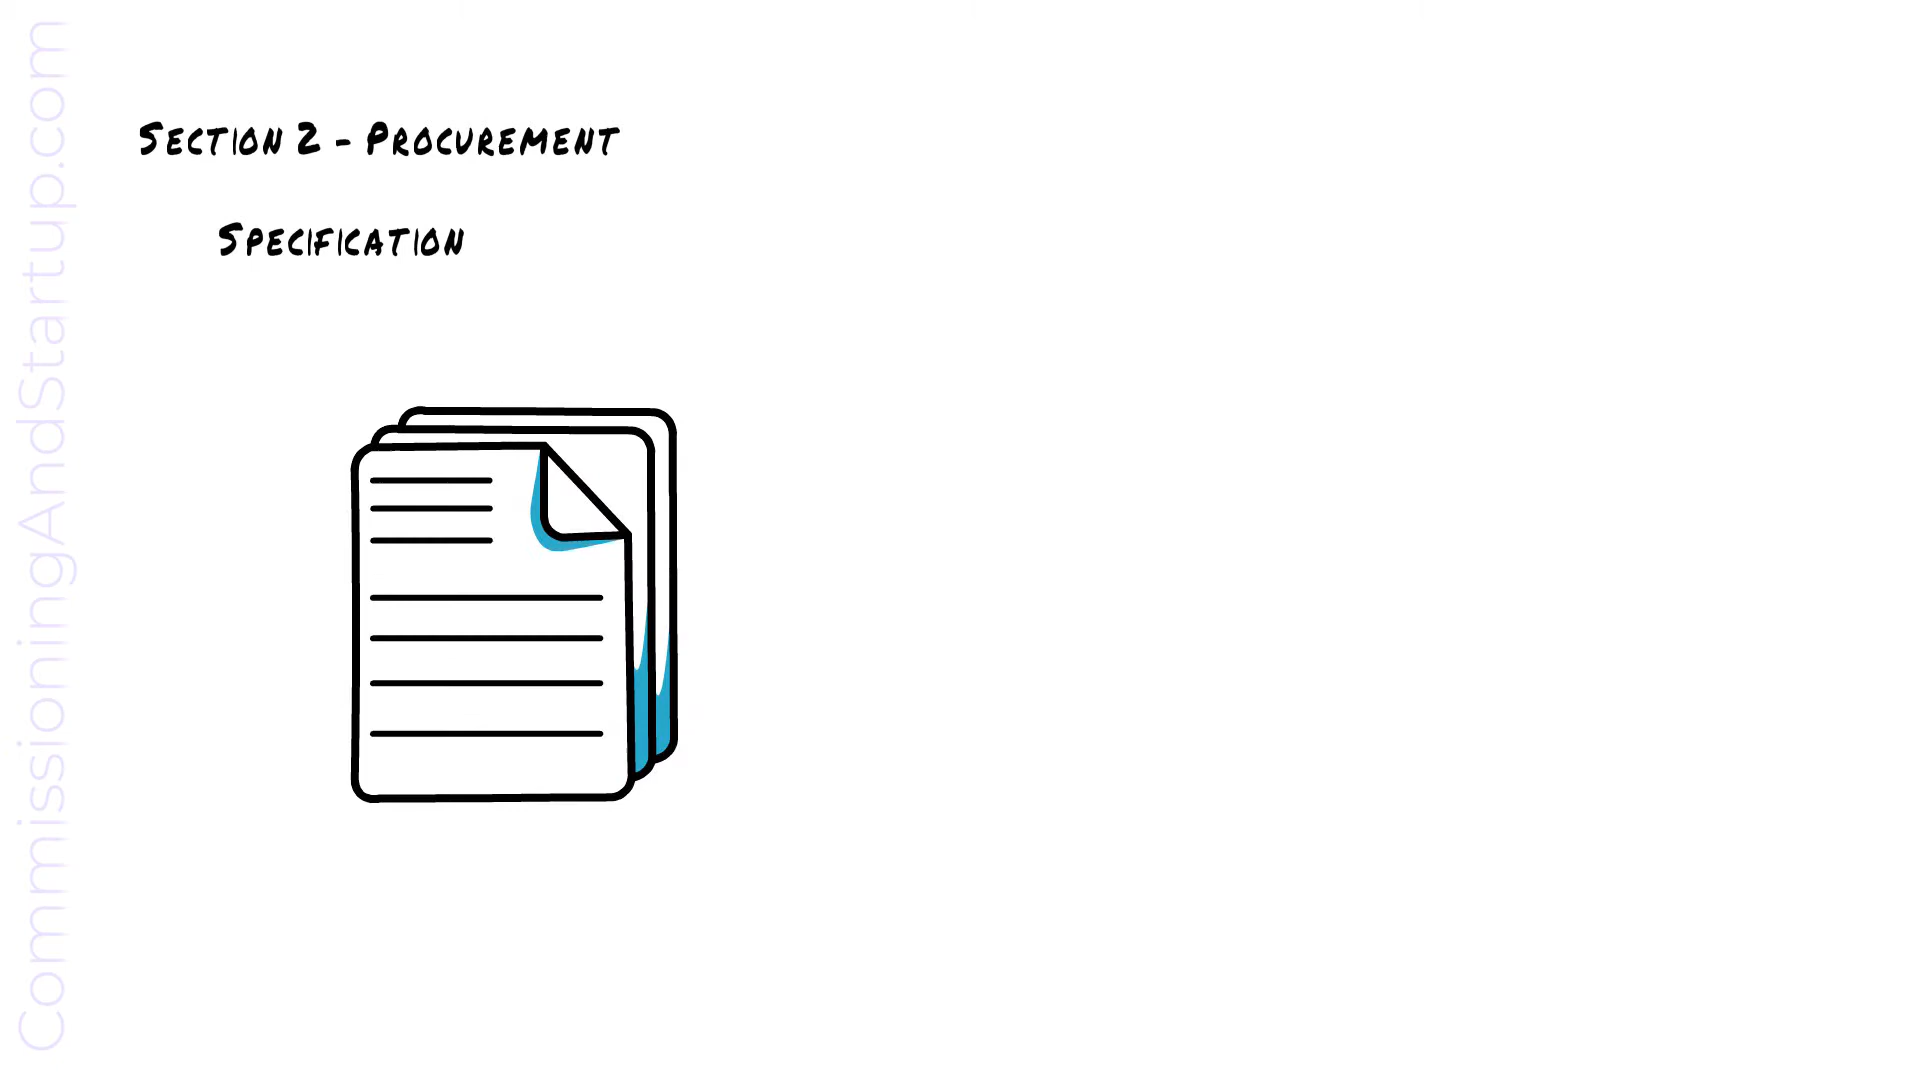 Section 2 - Procurement
Specification
CommissioningAndStartup.com